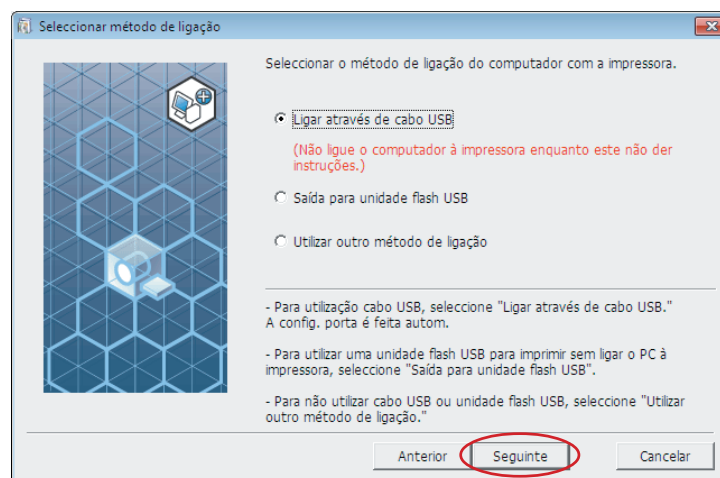 Seleccionar método de ligação
Seleccionar o método de ligação do computador com a impressora.
Ligar através de cabo USB
(Não ligue o computador à impressora enquanto este não der
instruções.)
Saída para unidade flash USB
Utilizar outro método de ligação
- Para utilização cabo USB, seleccione "Ligar através de cabo USB."
A config. porta é feita autom.
- Para utilizar uma unidade flash USB para imprimir sem ligar o PC à
impressora, seleccione "Saída para unidade flash USB".
- Para não utilizar cabo USB ou unidade flash USB, seleccione "Utilizar
outro método de ligação."
Anterior
Seguinte
Cancelar